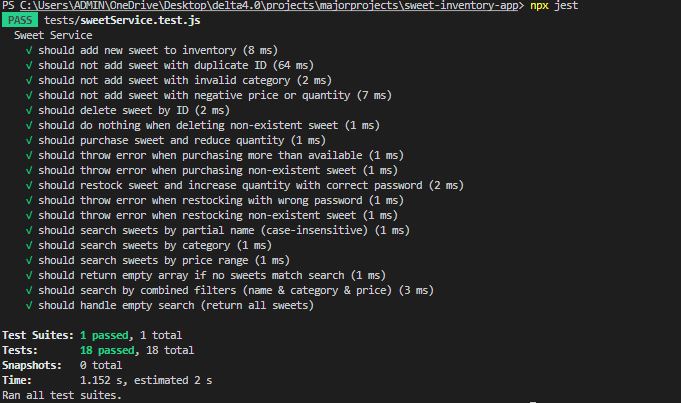 PS C:\Users\ADMIN\OneDrive\Desktop\delta4.0\projects\majorprojects\sweet-inventory-app> npx jest
PASS tests/sweetService.test.js
Sweet Service
√ should add new sweet to inventory (8 ms)
√ should not add sweet with duplicate ID (64 ms)
√ should not add sweet with invalid category (2 ms)
√ should not add sweet with negative price or quantity (7 ms)
√ should delete sweet by ID (2 ms)
√ should do nothing when deleting non-existent sweet (1 ms)
√ should purchase sweet and reduce quantity (1 ms)
√ should throw error when purchasing more than available (1 ms)
√ should throw error when purchasing non-existent sweet (1 ms)
√ should restock sweet and increase quantity with correct password (2 ms)
√ should throw error when restocking with wrong password (1 ms)
√ should throw error when restocking non-existent sweet (1 ms)
√ should search sweets by partial name (case-insensitive) (1 ms)
√ should search sweets by category (1 ms)
√ should search sweets by price range (1 ms)
√ should return empty array if no sweets match search (1 ms)
√ should search by combined filters (name & category & price) (3 ms)
√ should handle empty search (return all sweets)
Test Suites: 1 passed, 1 total
Tests: 18 passed, 18 total
Snapshots: 0 total
Time: 1.152 s, estimated 2 s
Ran all test suites.